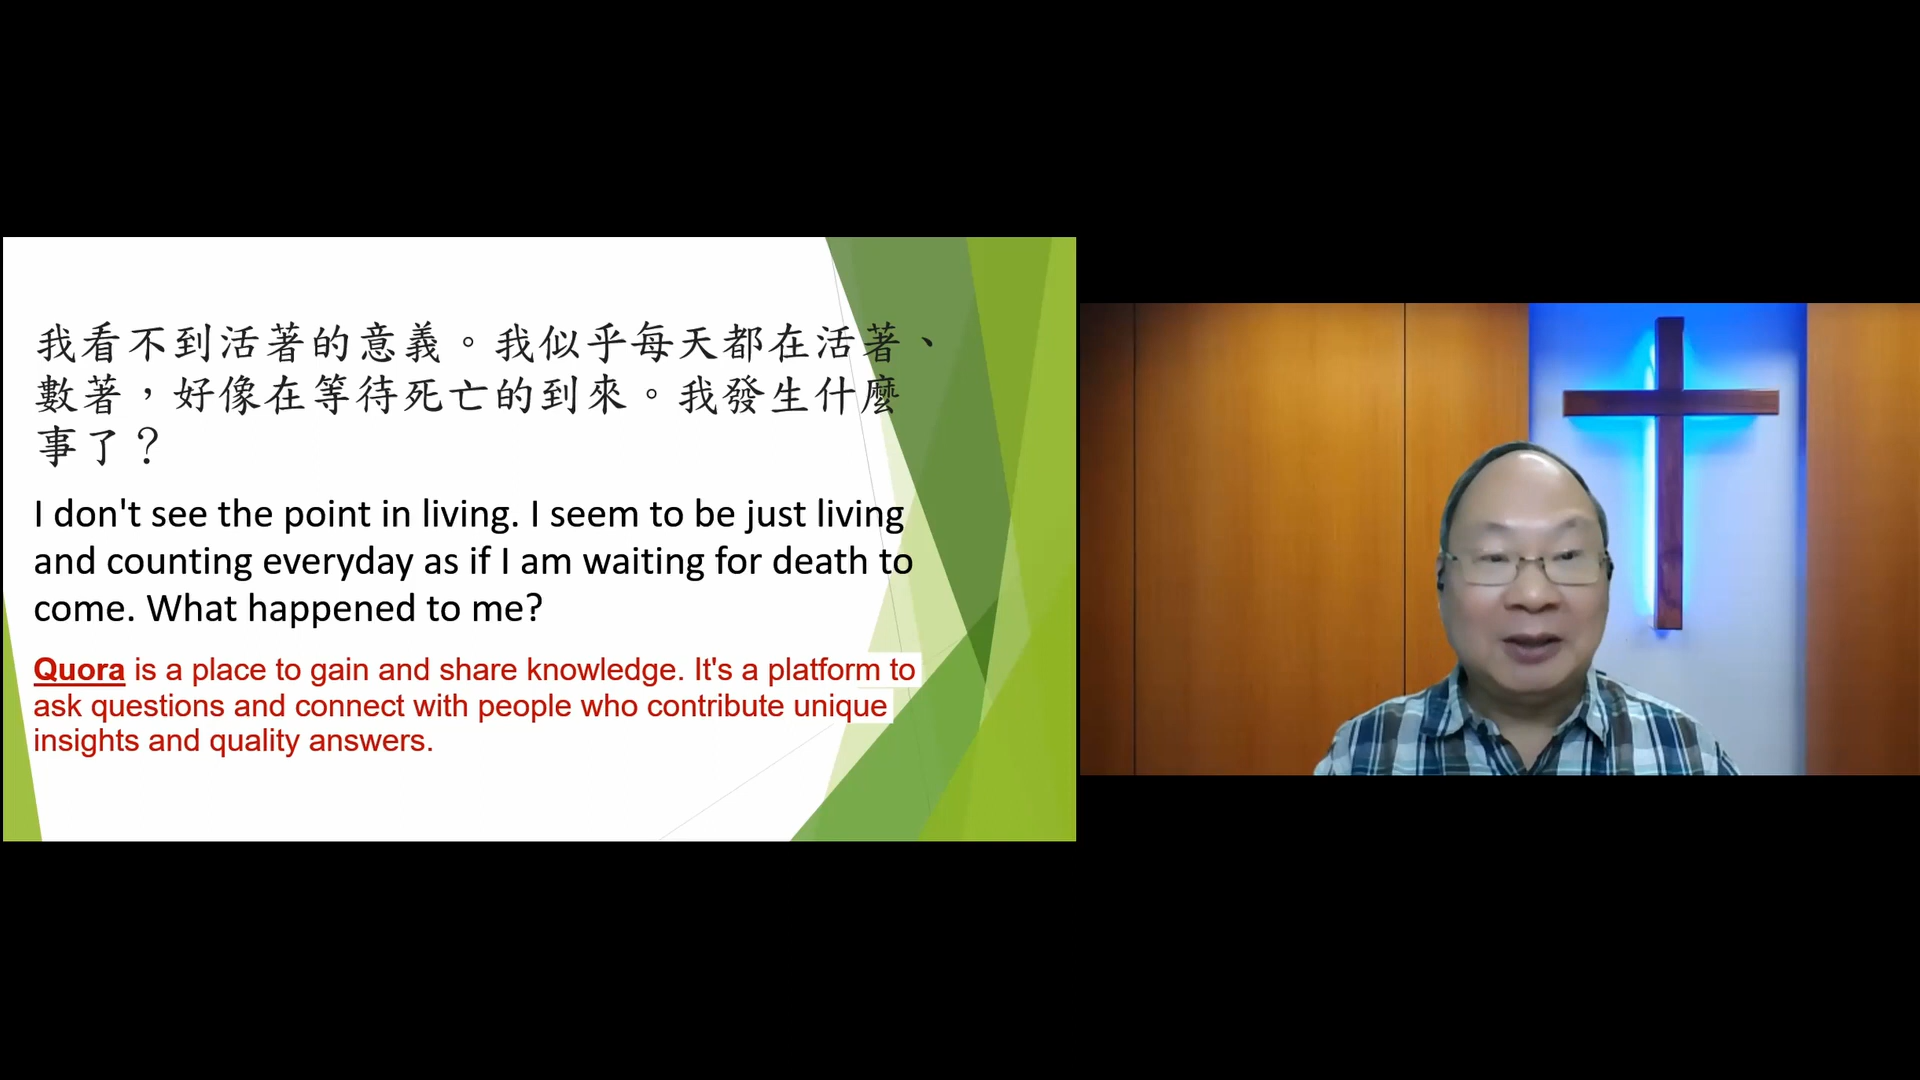 我看不到活著的意義。我似乎每天都在活著、
數著，好像在等待死亡的到來。我發生什麼
事了？
I don't see the point in living. I seem to be just living
and counting everyday as if I am waiting for death to
come. What happened to me?
Quora is a place to gain and share knowledge. It's a platform to
ask questions and connect with people who contribute unique
insights and quality answers.